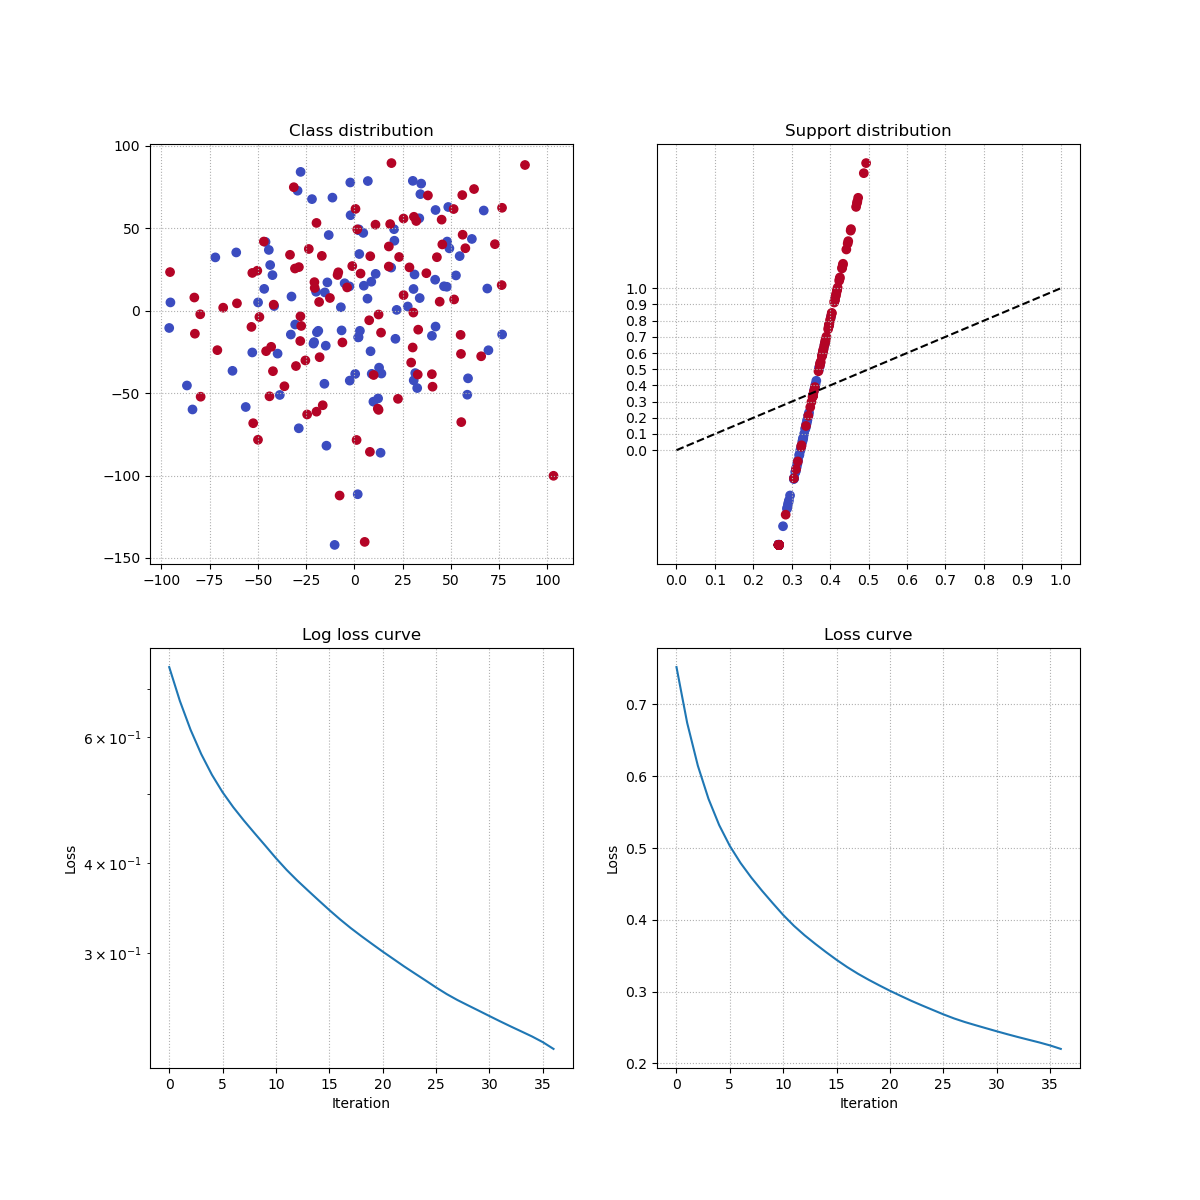 Class distribution
100
50
0
−50
−100
−150
−100 −75 −50 −25 0 25 50 75 100
Support distribution
1.0
0.9
0.8
0.7
0.6
0.5
0.4
0.3
0.2
0.1
0.0
0.0 0.1 0.2 0.3 0.4 0.5 0.6 0.7 0.8 0.9 1.0
Log loss curve
Loss
6 × 10⁻¹
4 × 10⁻¹
3 × 10⁻¹
0 5 10 15 20 25 30 35
Iteration
Loss curve
Loss
0.7
0.6
0.5
0.4
0.3
0.2
0 5 10 15 20 25 30 35
Iteration